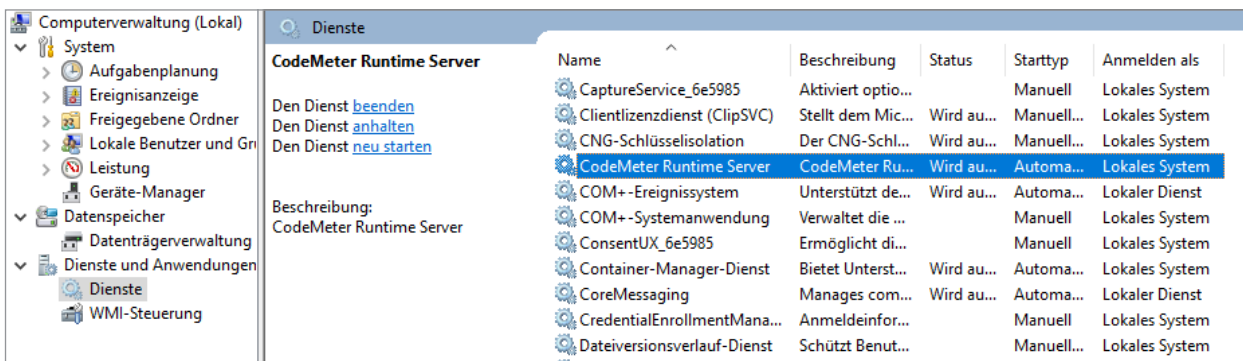 Computerverwaltung (Lokal)
System
Aufgabenplanung
Ereignisanzeige
Freigegebene Ordner
Lokale Benutzer und Gru
Leistung
Geräte-Manager
Datenspeicher
Datenträgerverwaltung
Dienste und Anwendungen
Dienste
WMI-Steuerung
Dienste
CodeMeter Runtime Server
Den Dienst beenden
Den Dienst anhalten
Den Dienst neu starten
Beschreibung:
CodeMeter Runtime Server
Name Beschreibung Status Starttyp Anmelden als
CaptureService_6e5985 Aktiviert optio... Manuell Lokales System
Clientlizenzdienst (ClipSVC) Stellt dem Mic... Wird au... Manuell... Lokales System
CNG-Schlüsselisolation Der CNG-Schl... Wird au... Manuell... Lokales System
CodeMeter Runtime Server CodeMeter Ru... Wird au... Automa... Lokales System
COM+-Ereignissystem Unterstützt de... Wird au... Automa... Lokaler Dienst
COM+-Systemanwendung Verwaltet die ... Manuell Lokales System
ConsentUX_6e5985 Ermöglicht di... Manuell Lokales System
Container-Manager-Dienst Bietet Unterst... Wird au... Automa... Lokales System
CoreMessaging Manages com... Wird au... Automa... Lokaler Dienst
CredentialEnrollmentMana... Anmeldeinfor... Manuell Lokales System
Dateiversionsverlauf-Dienst Schützt Benut... Manuell... Lokales System